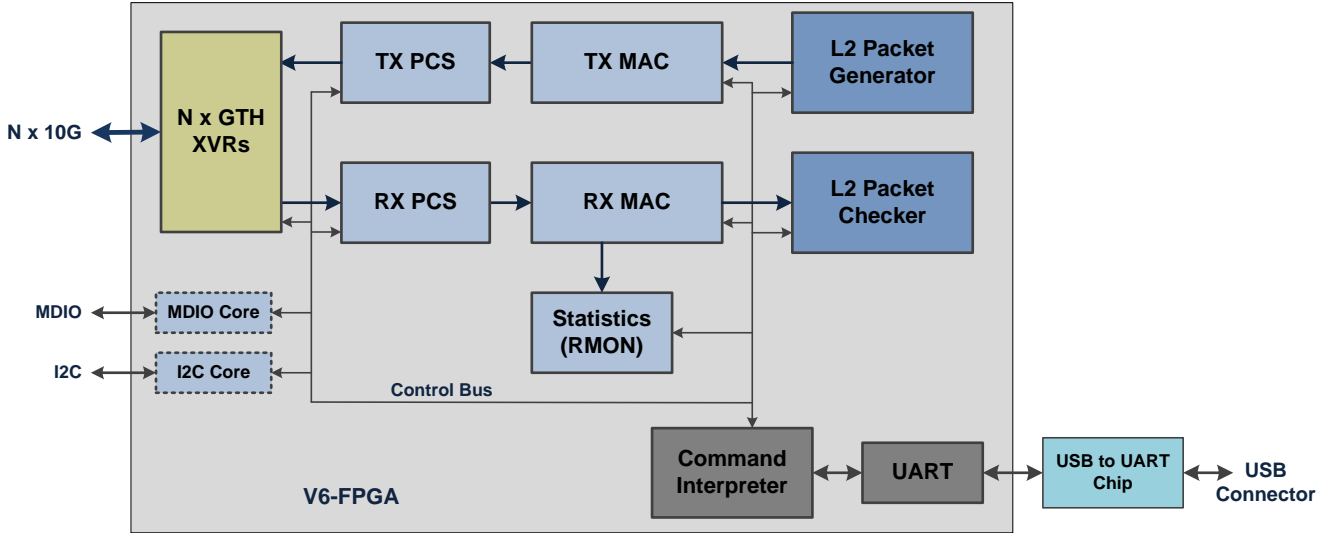 TX PCS
TX MAC
L2 Packet
Generator
N x GTH
XVRs
N x 10G
RX PCS
RX MAC
L2 Packet
Checker
MDIO
MDIO Core
Statistics
(RMON)
I2C
I2C Core
Control Bus
Command
Interpreter
UART
USB to UART
Chip
USB
Connector
V6-FPGA